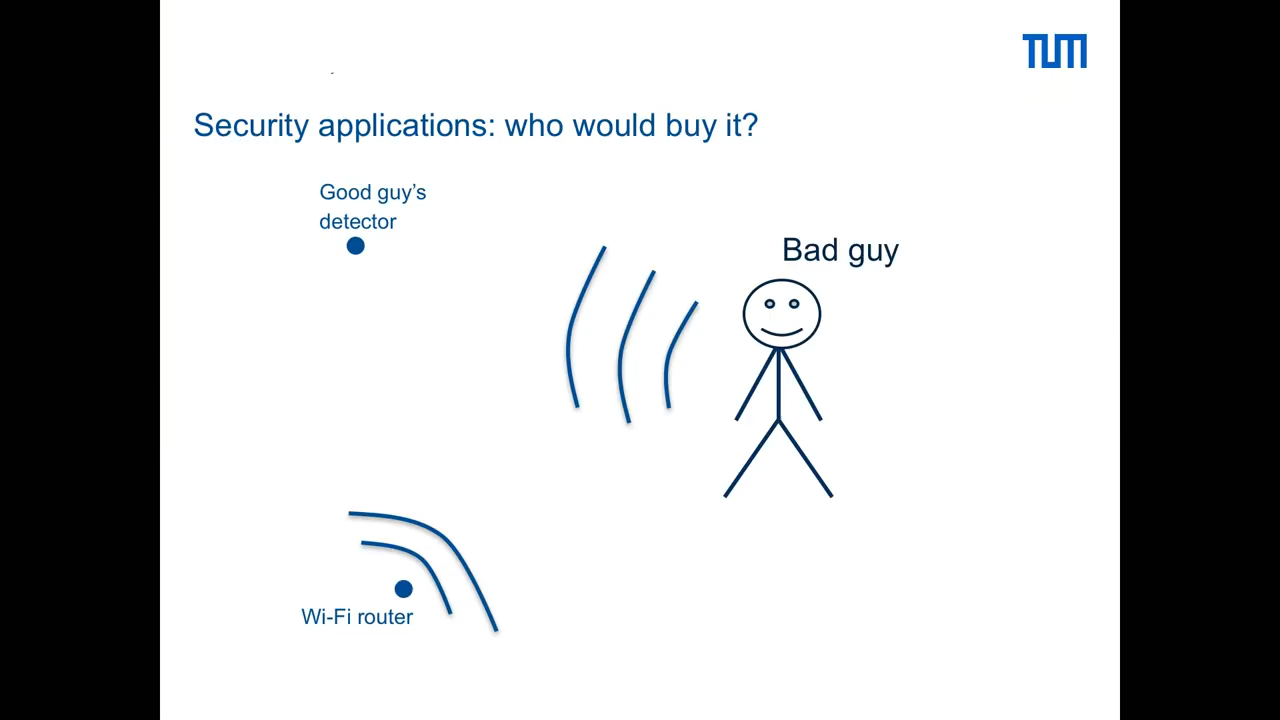 TUM
Security applications: who would buy it?
Good guy’s
detector
Bad guy
Wi-Fi router